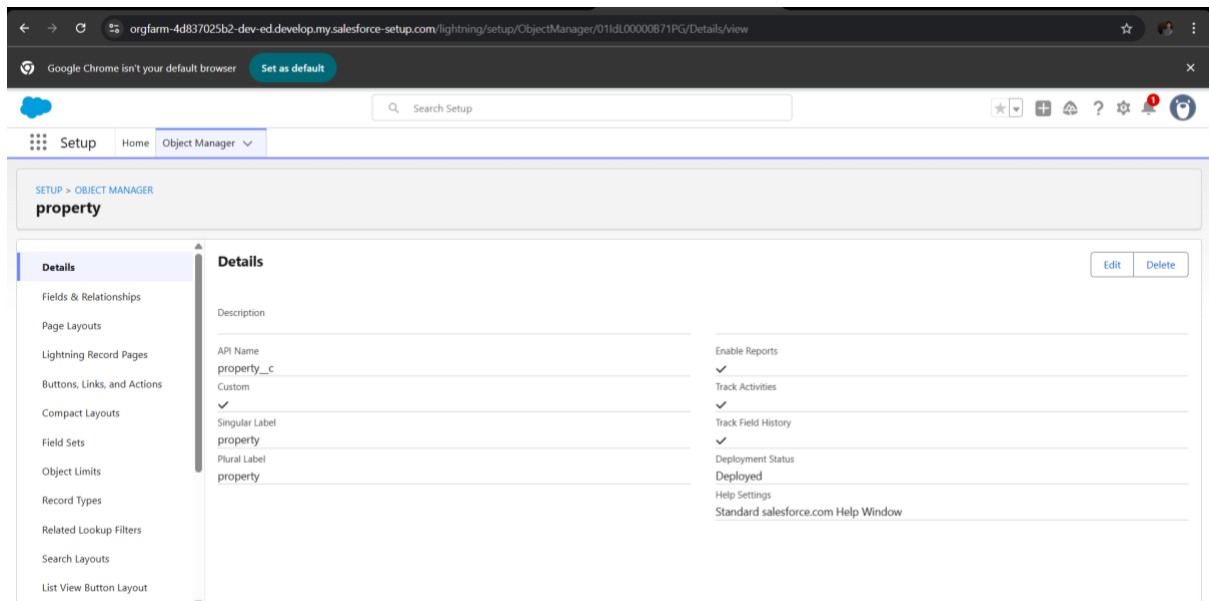 orgfarm-4d837025b2-dev-ed.develop.my.salesforce-setup.com/lightning/setup/ObjectManager/01IdL00000B71PG/Details/view
Google Chrome isn't your default browser Set as default
Search Setup
1
Setup Home Object Manager
SETUP > OBJECT MANAGER
property
Details
Fields & Relationships
Page Layouts
Lightning Record Pages
Buttons, Links, and Actions
Compact Layouts
Field Sets
Object Limits
Record Types
Related Lookup Filters
Search Layouts
List View Button Layout
Details
Edit Delete
Description
API Name
property__c
Custom
Singular Label
property
Plural Label
property
Enable Reports
Track Activities
Track Field History
Deployment Status
Deployed
Help Settings
Standard salesforce.com Help Window